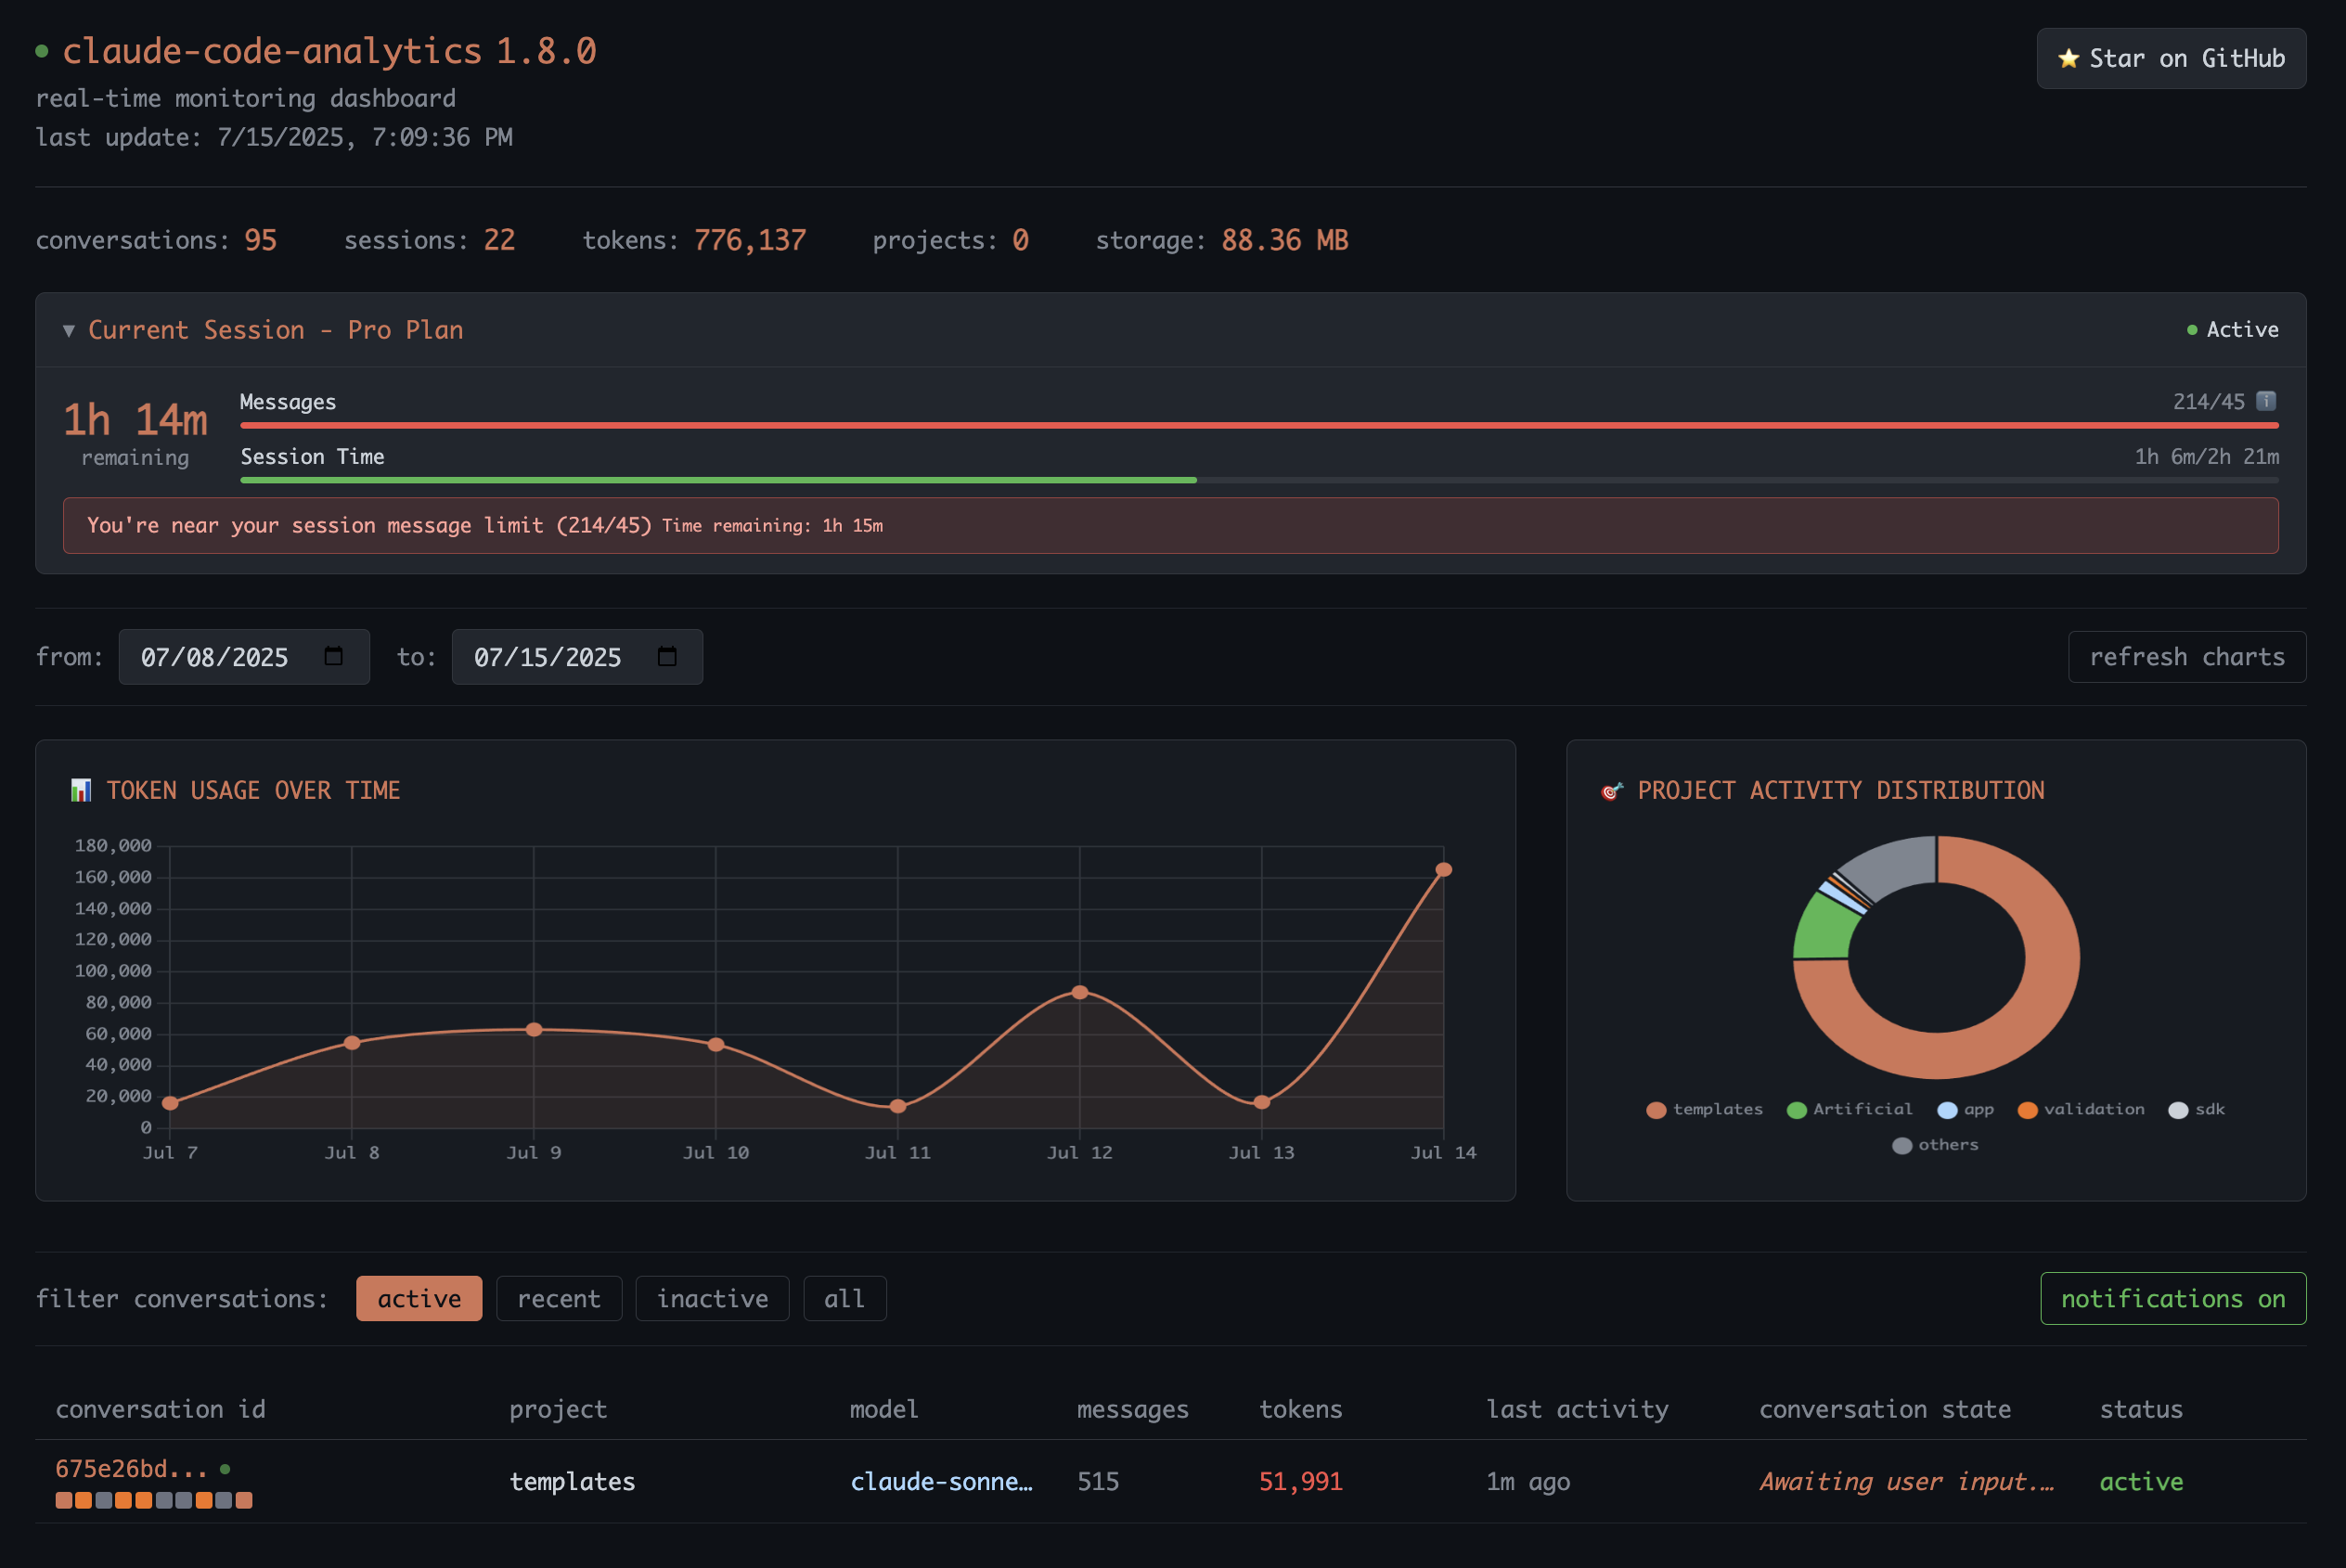 claude-code-analytics 1.8.0
⭐ Star on GitHub
real-time monitoring dashboard
last update: 7/15/2025, 7:09:36 PM
conversations: 95 sessions: 22 tokens: 776,137 projects: 0 storage: 88.36 MB
▼ Current Session - Pro Plan
Active
1h 14m
remaining
Messages 214/45 ℹ
Session Time 1h 6m/2h 21m
You're near your session message limit (214/45) Time remaining: 1h 15m
from: 07/08/2025 to: 07/15/2025
refresh charts
📊 TOKEN USAGE OVER TIME
180,000
160,000
140,000
120,000
100,000
80,000
60,000
40,000
20,000
0
Jul 7 Jul 8 Jul 9 Jul 10 Jul 11 Jul 12 Jul 13 Jul 14
🎯 PROJECT ACTIVITY DISTRIBUTION
templates Artificial app validation sdk
others
filter conversations: active recent inactive all
notifications on
conversation id project model messages tokens last activity conversation state status
675e26bd...
templates claude-sonne… 515 51,991 1m ago Awaiting user input.… active